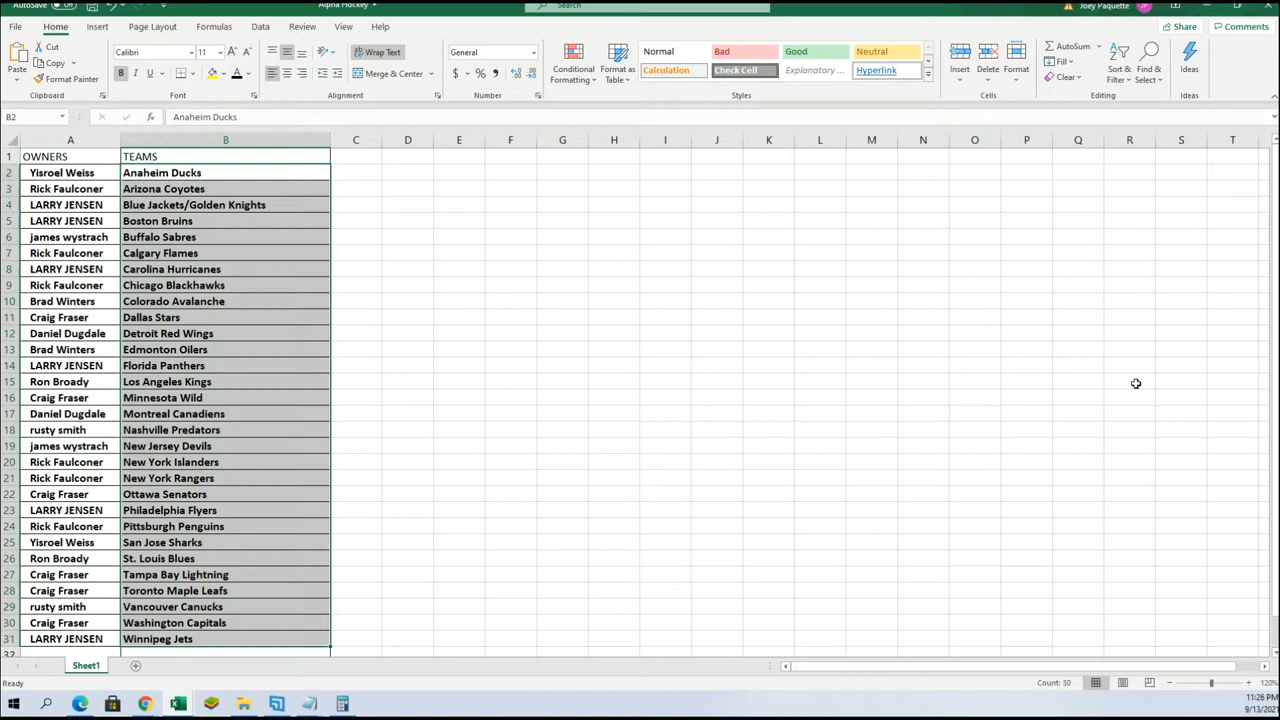 AutoSave Off Alpha Hockey Search Joey Paquette JP
File Home Insert Page Layout Formulas Data Review View Help Share Comments
Paste Cut Copy Format Painter Clipboard
Calibri 11 B I U Font
Wrap Text Merge & Center Alignment
General $ % Number
Conditional Formatting Format as Table Normal Bad Good Neutral Calculation Check Cell Explanatory ... Hyperlink Styles
Insert Delete Format Cells
AutoSum Fill Clear Sort & Filter Find & Select Editing
Ideas Ideas
B2 fx Anaheim Ducks
A B C D E F G H I J K L M N O P Q R S T
1 OWNERS TEAMS
2 Yisroel Weiss Anaheim Ducks
3 Rick Faulconer Arizona Coyotes
4 LARRY JENSEN Blue Jackets/Golden Knights
5 LARRY JENSEN Boston Bruins
6 james wystrach Buffalo Sabres
7 Rick Faulconer Calgary Flames
8 LARRY JENSEN Carolina Hurricanes
9 Rick Faulconer Chicago Blackhawks
10 Brad Winters Colorado Avalanche
11 Craig Fraser Dallas Stars
12 Daniel Dugdale Detroit Red Wings
13 Brad Winters Edmonton Oilers
14 LARRY JENSEN Florida Panthers
15 Ron Broady Los Angeles Kings
16 Craig Fraser Minnesota Wild
17 Daniel Dugdale Montreal Canadiens
18 rusty smith Nashville Predators
19 james wystrach New Jersey Devils
20 Rick Faulconer New York Islanders
21 Rick Faulconer New York Rangers
22 Craig Fraser Ottawa Senators
23 LARRY JENSEN Philadelphia Flyers
24 Rick Faulconer Pittsburgh Penguins
25 Yisroel Weiss San Jose Sharks
26 Ron Broady St. Louis Blues
27 Craig Fraser Tampa Bay Lightning
28 Craig Fraser Toronto Maple Leafs
29 rusty smith Vancouver Canucks
30 Craig Fraser Washington Capitals
31 LARRY JENSEN Winnipeg Jets
32
Sheet1
Ready Count: 30 120%
11:26 PM
9/13/202